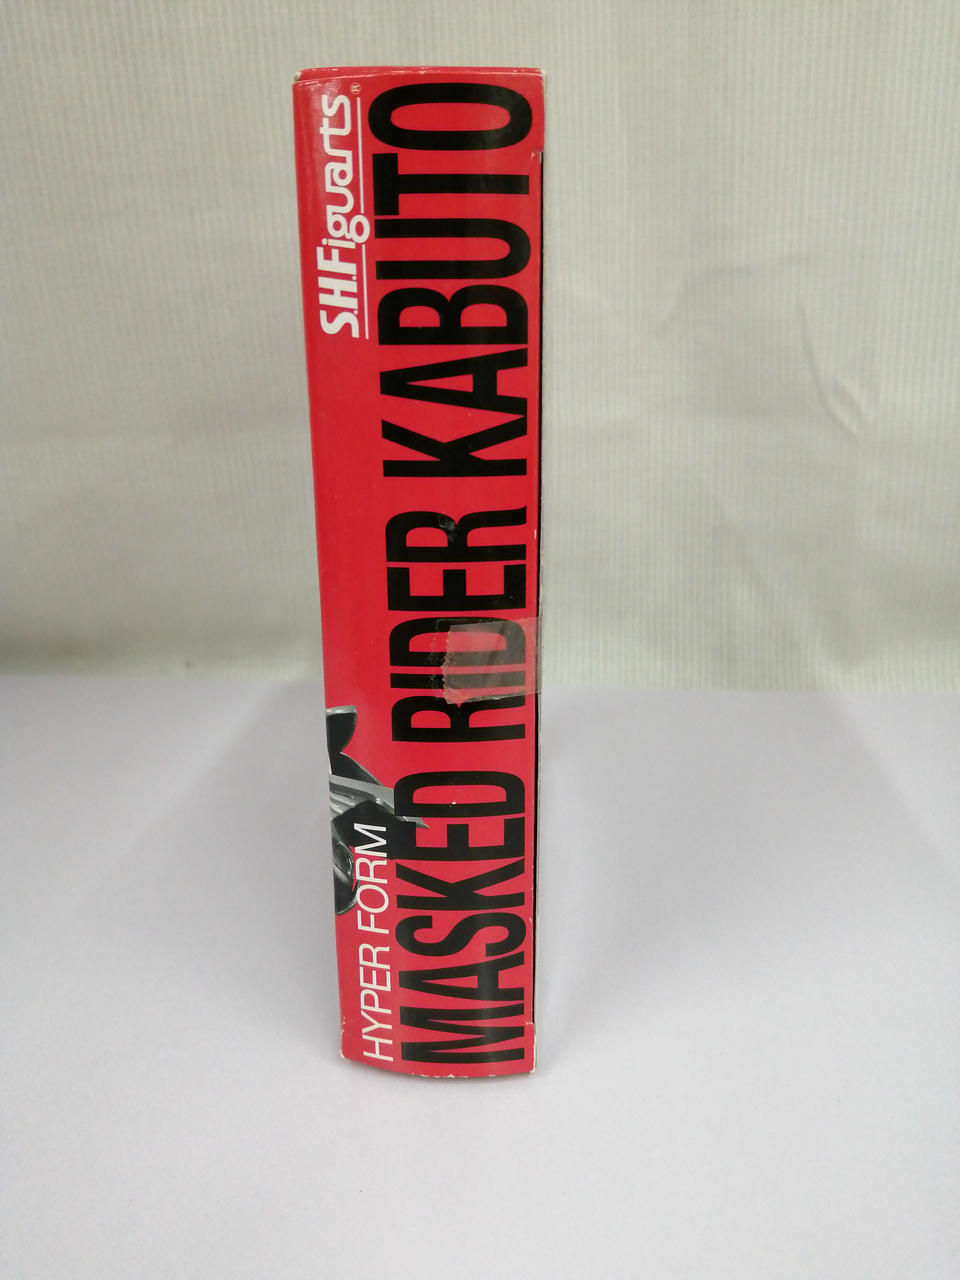 S.H.Figuarts®
HYPER FORM
MASKED RIDER KABUTO